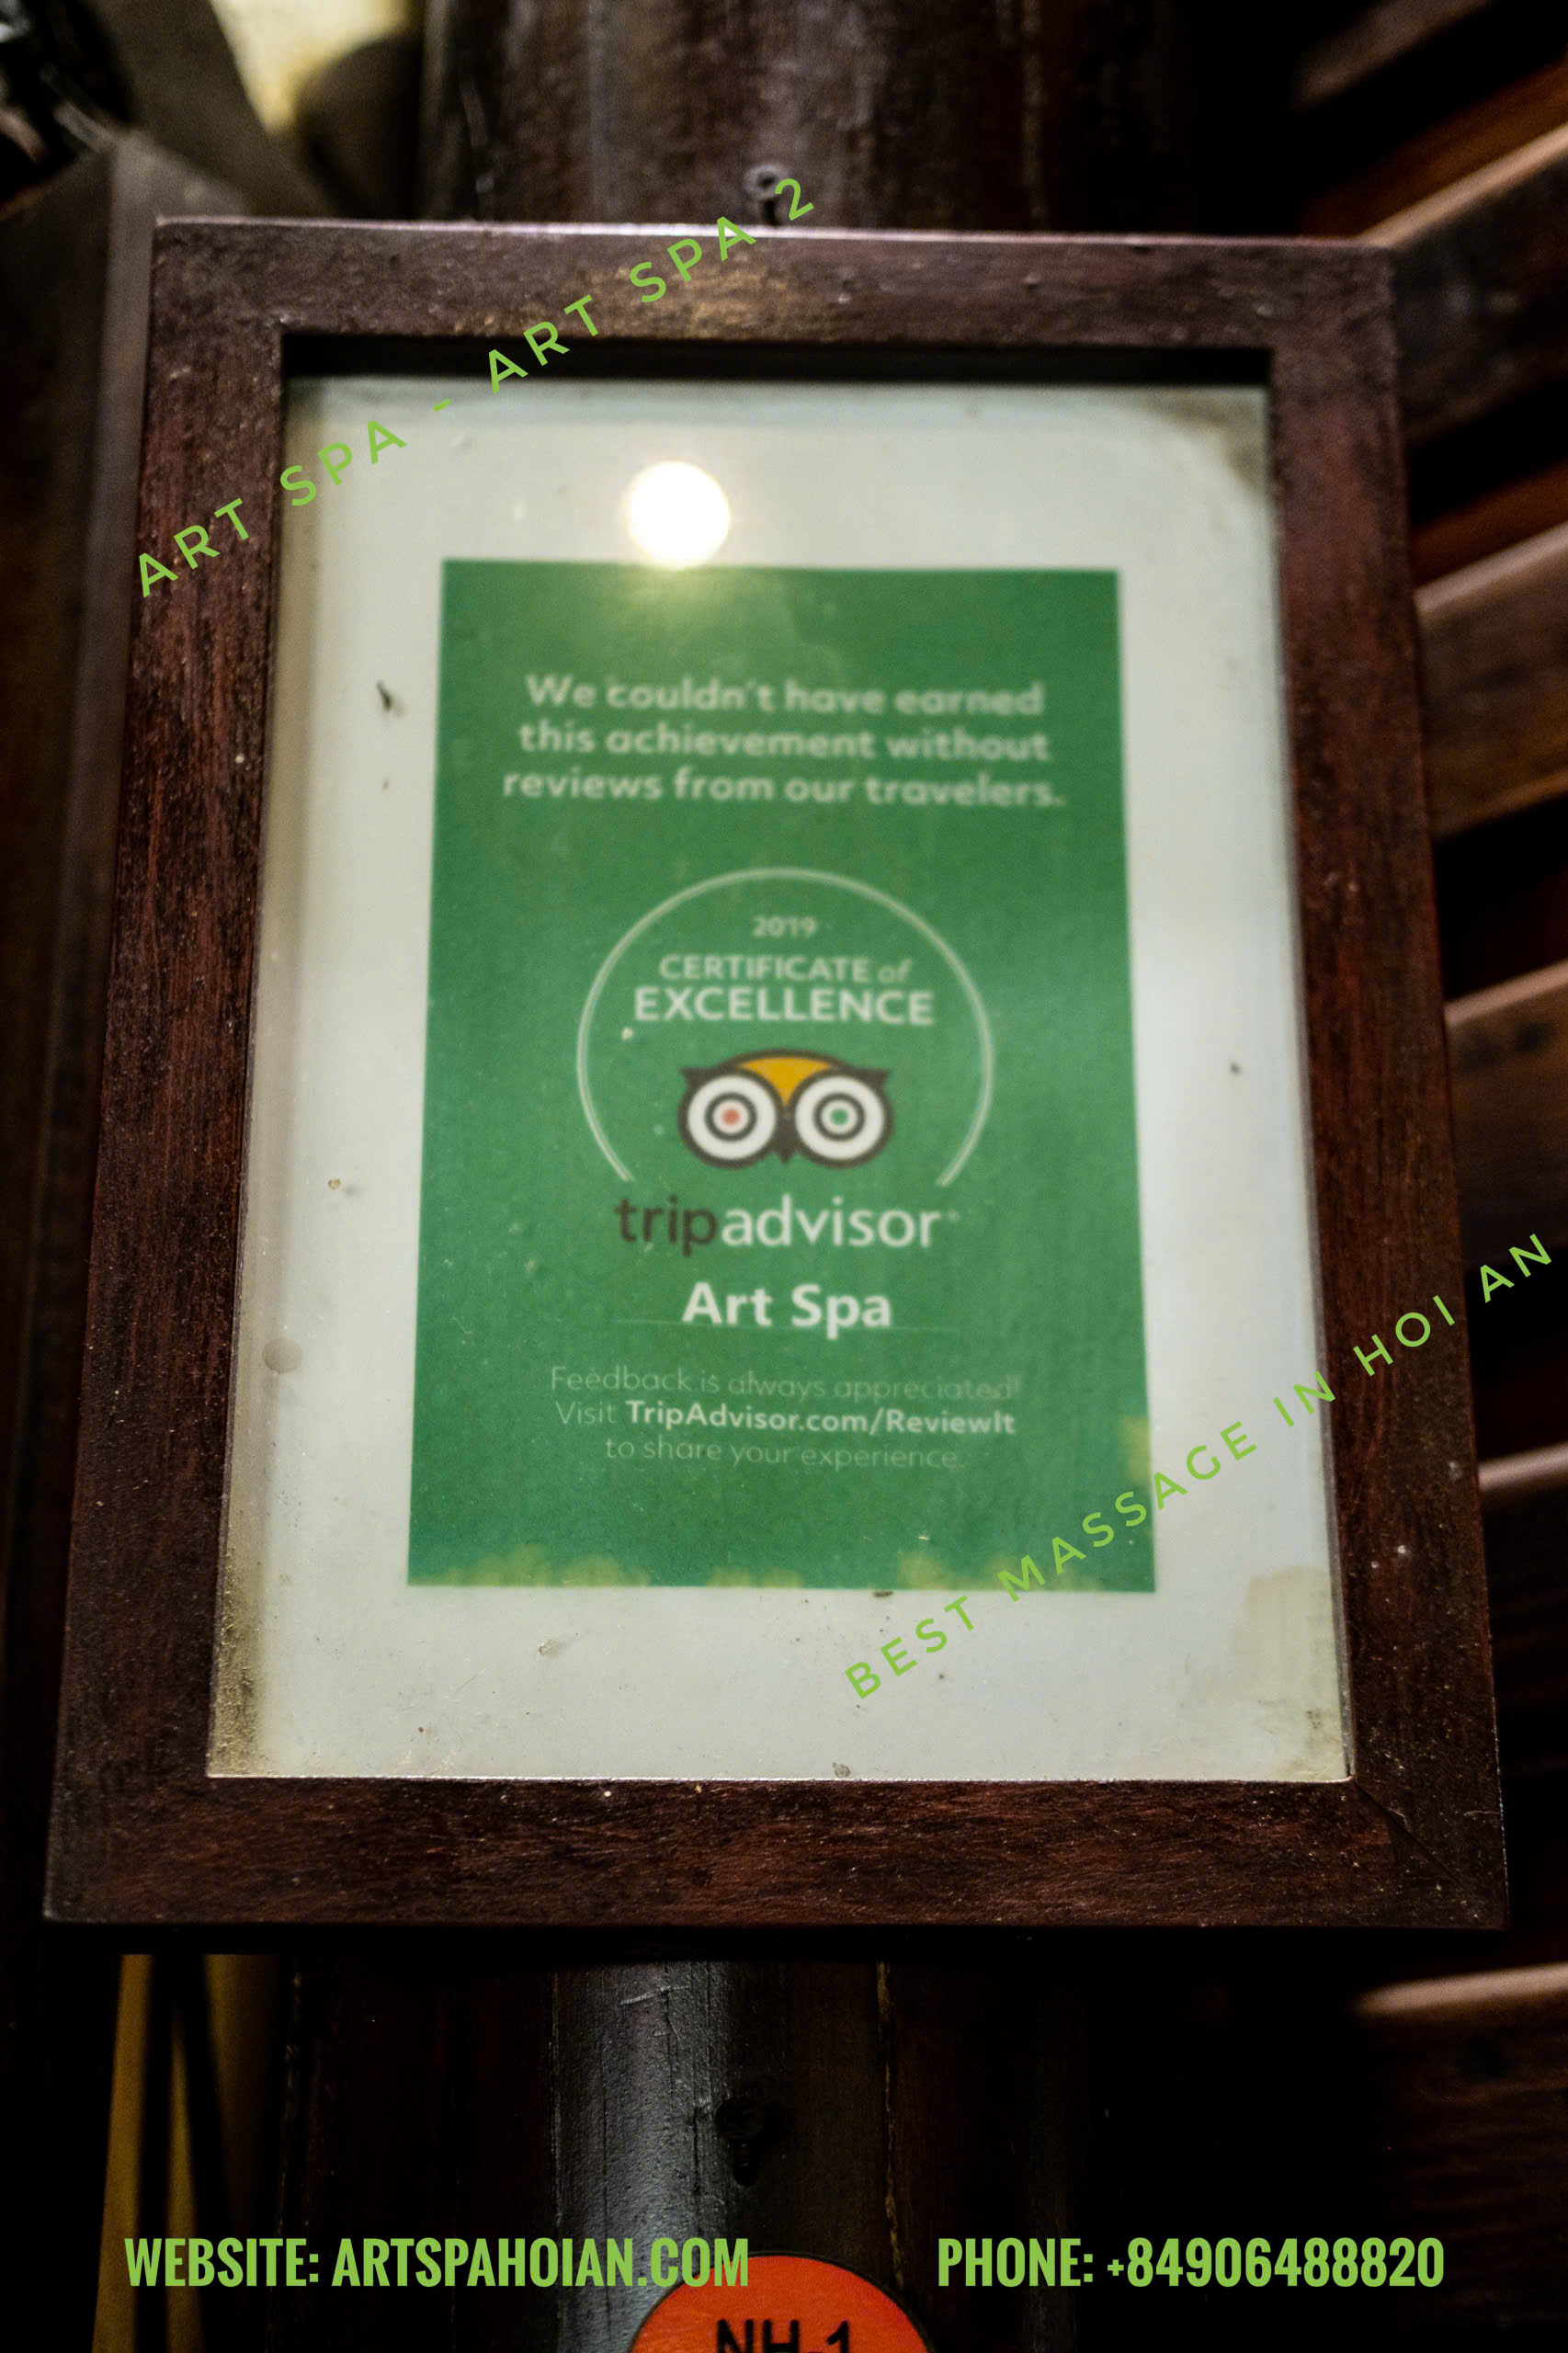 ART SPA - ART SPA 2
We couldn't have earned
this achievement without
reviews from our travelers.
2019
CERTIFICATE of
EXCELLENCE
tripadvisor
Art Spa
Feedback is always appreciated!
Visit TripAdvisor.com/ReviewIt
to share your experience.
BEST MASSAGE IN HOI AN
WEBSITE: ARTSPAHOIAN.COM
PHONE: +84906488820
NH-1